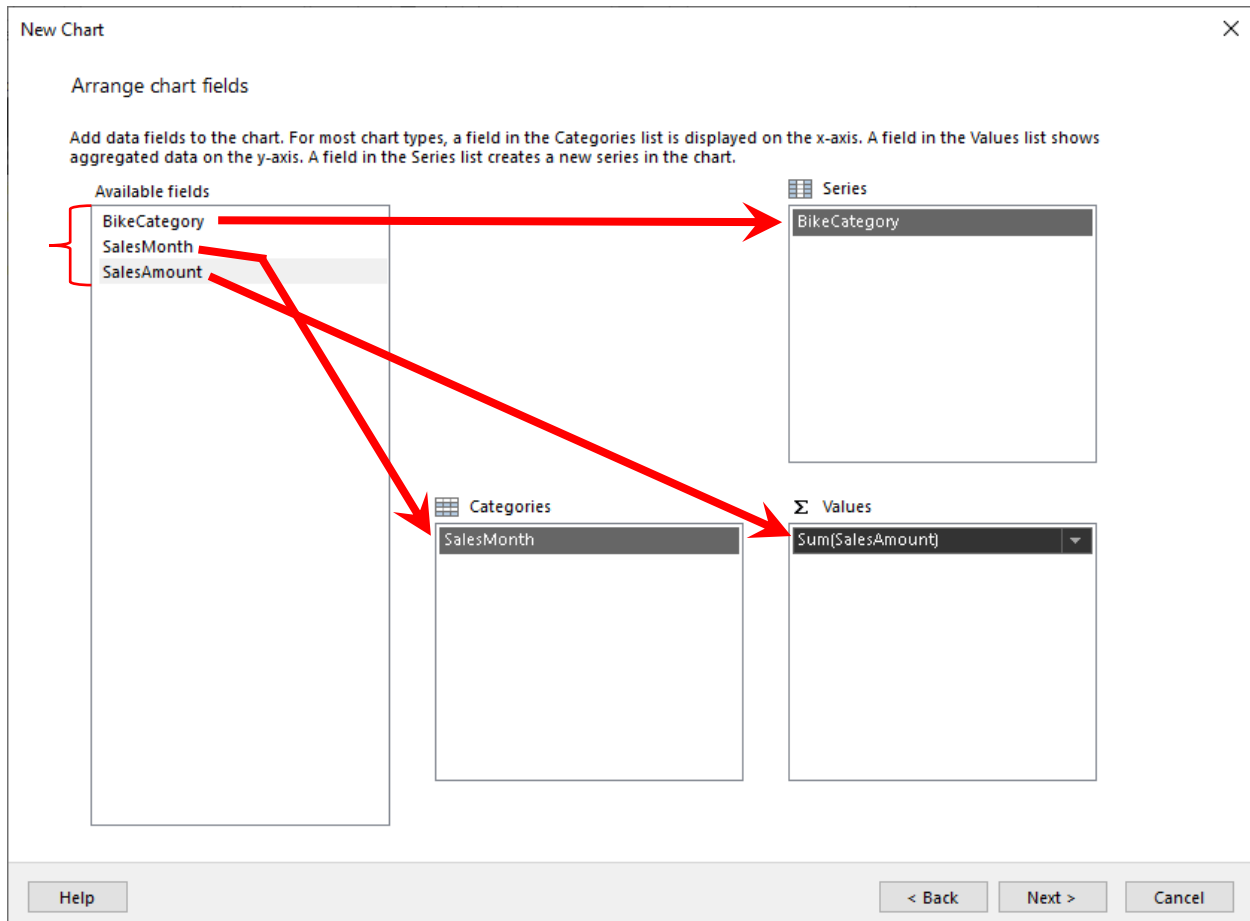 New Chart
Arrange chart fields
Add data fields to the chart. For most chart types, a field in the Categories list is displayed on the x-axis. A field in the Values list shows
aggregated data on the y-axis. A field in the Series list creates a new series in the chart.
Available fields
BikeCategory
SalesMonth
SalesAmount
Series
BikeCategory
Categories
SalesMonth
Σ Values
Sum(SalesAmount)
Help
< Back
Next >
Cancel